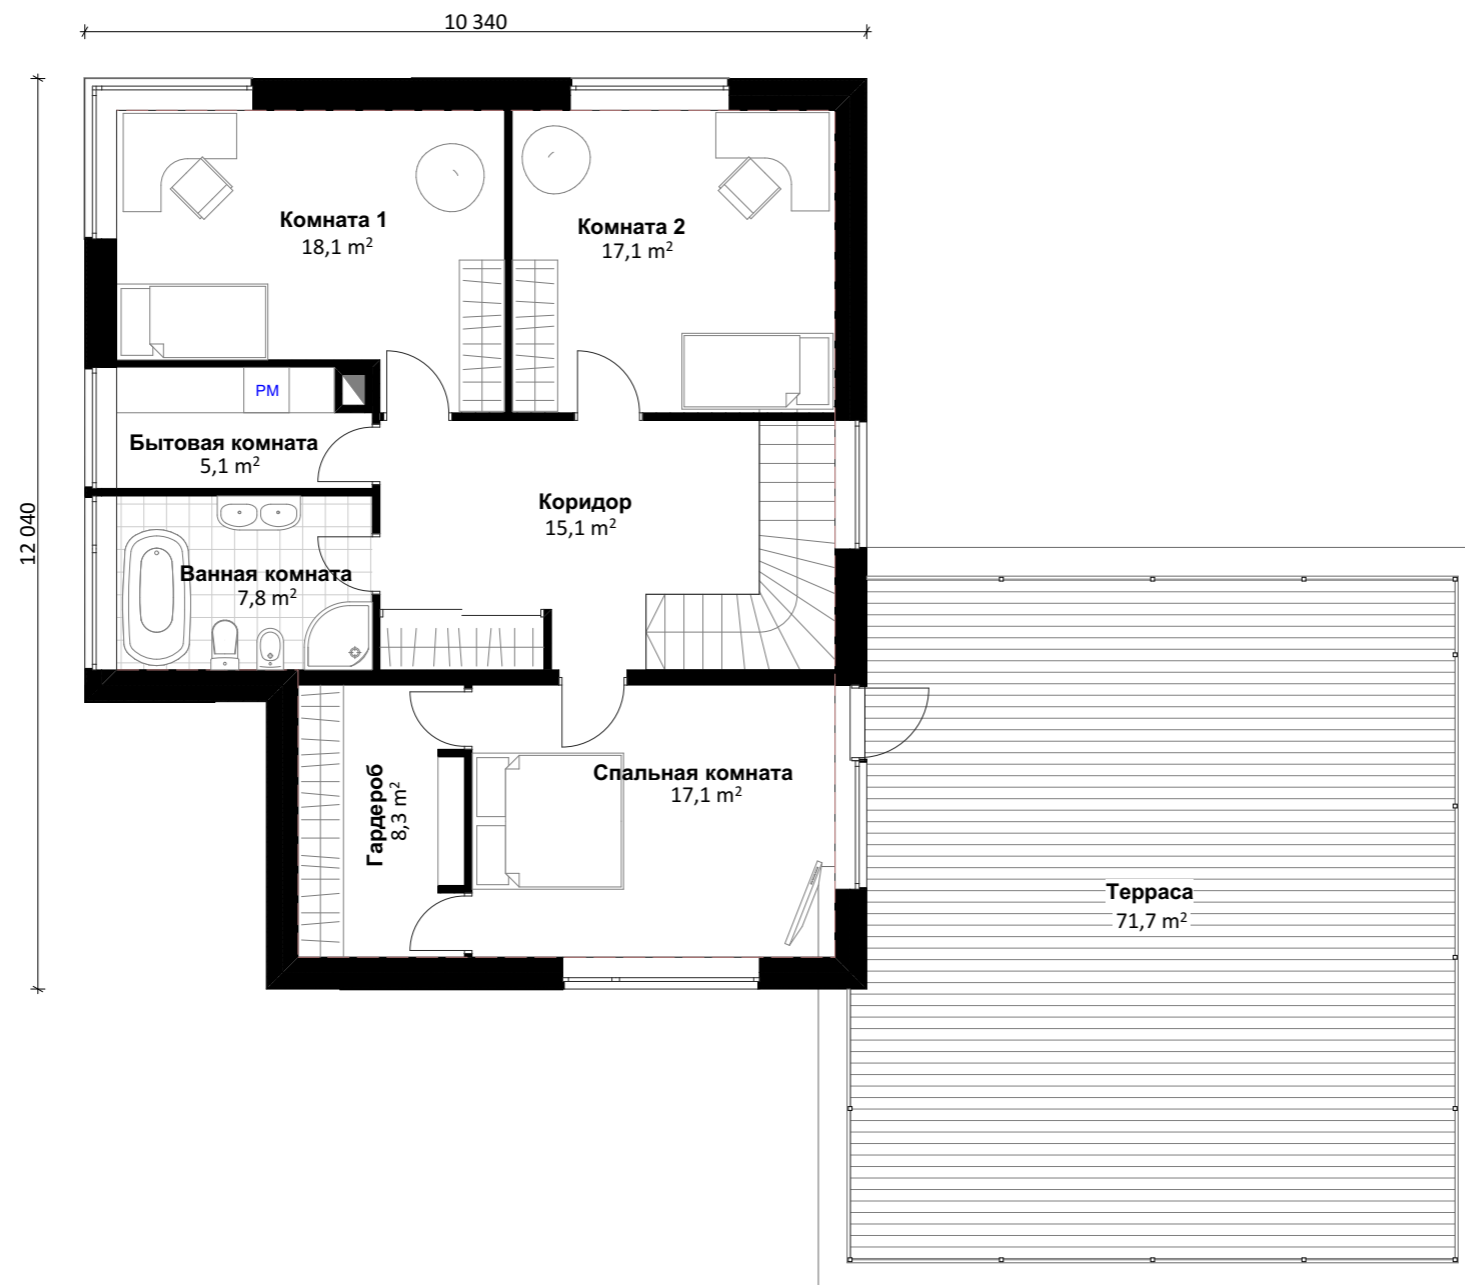 10 340
12 040
Комната 1
18,1 m²
Комната 2
17,1 m²
PM
Бытовая комната
5,1 m²
Коридор
15,1 m²
Ванная комната
7,8 m²
Гардероб
8,3 m²
Спальная комната
17,1 m²
Терраса
71,7 m²